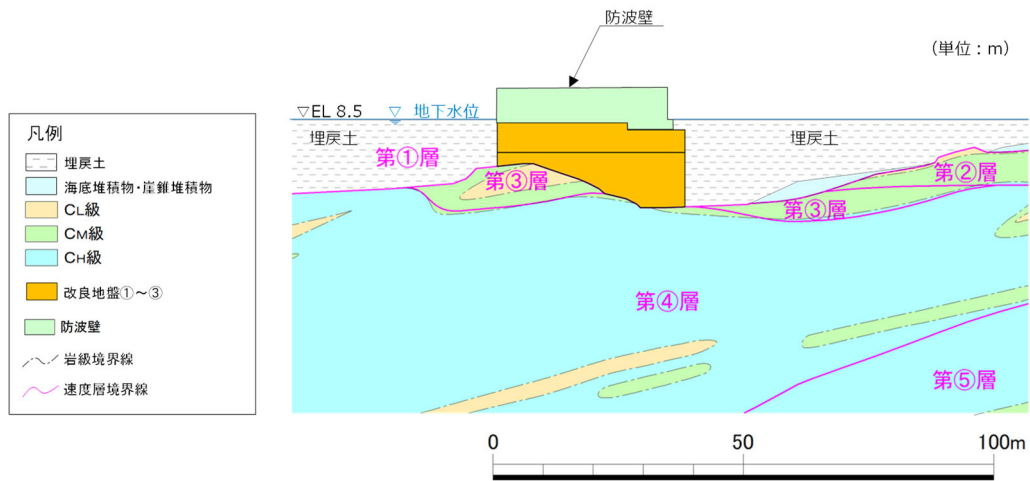 防波壁
(単位：m)
▽EL 8.5
▽ 地下水位
埋戻土
埋戻土
第①層
第③層
第②層
第③層
第④層
第⑤層
凡例
埋戻土
海底堆積物・崖錐堆積物
CL級
CM級
CH級
改良地盤①～③
防波壁
岩級境界線
速度層境界線
0
50
100m